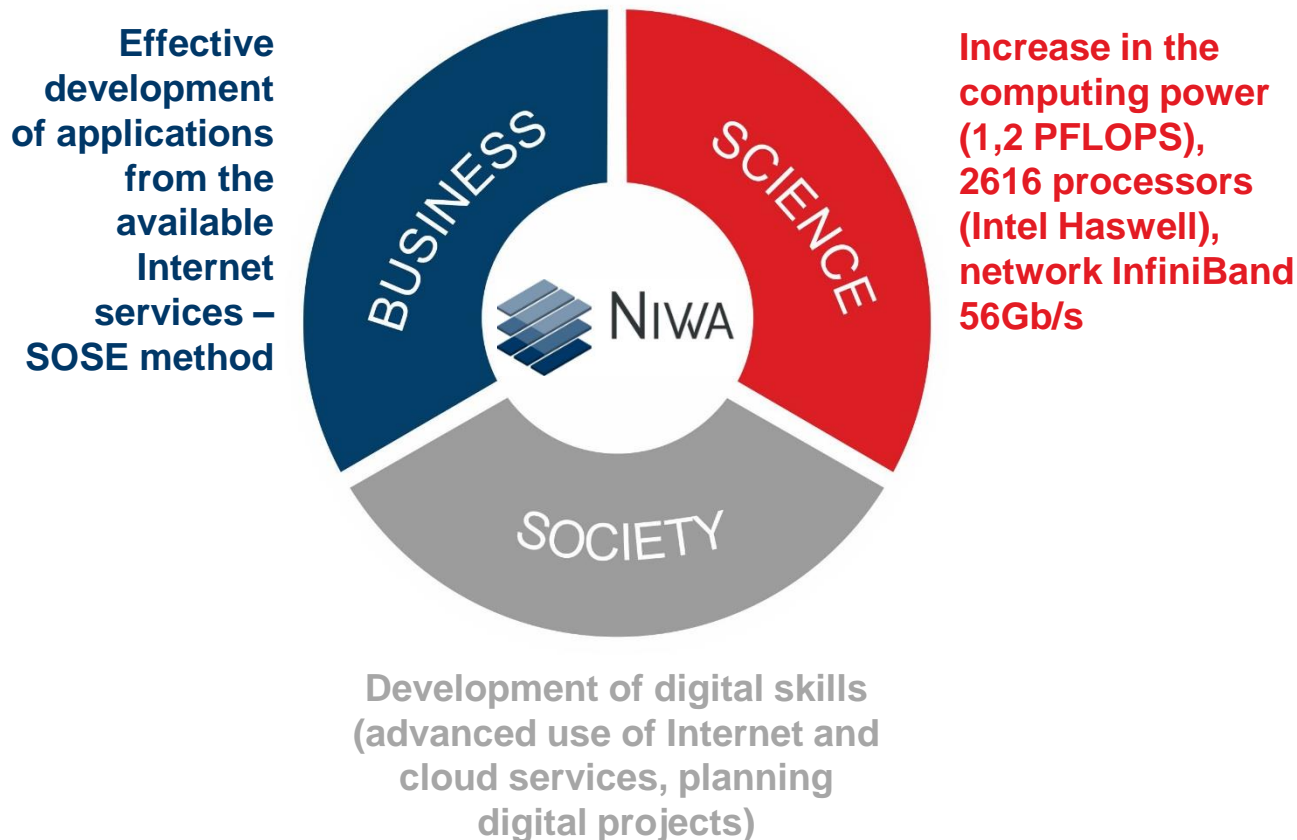 Effective
development
of applications
from the
available
Internet
services –
SOSE method
BUSINESS
SCIENCE
Increase in the
computing power
(1,2 PFLOPS),
2616 processors
(Intel Haswell),
network InfiniBand
56Gb/s
NIWA
SOCIETY
Development of digital skills
(advanced use of Internet and
cloud services, planning
digital projects)